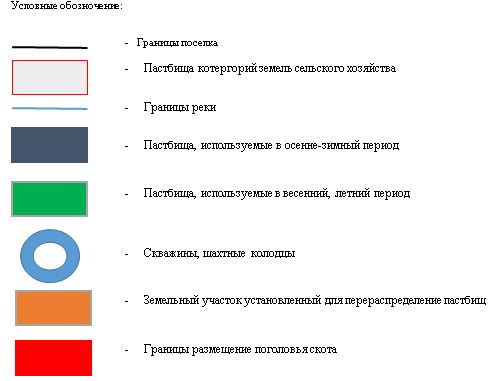 Условные обозначение:
- Границы поселка
- Пастбища котергорий земель сельского хозяйства
- Границы реки
- Пастбища, используемые в осенне-зимный период
- Пастбища, используемые в весенний, летний период
- Скважины, шахтные колодцы
- Земельный участок установленный для перераспределение пастбищ
- Границы размещение поголовья скота